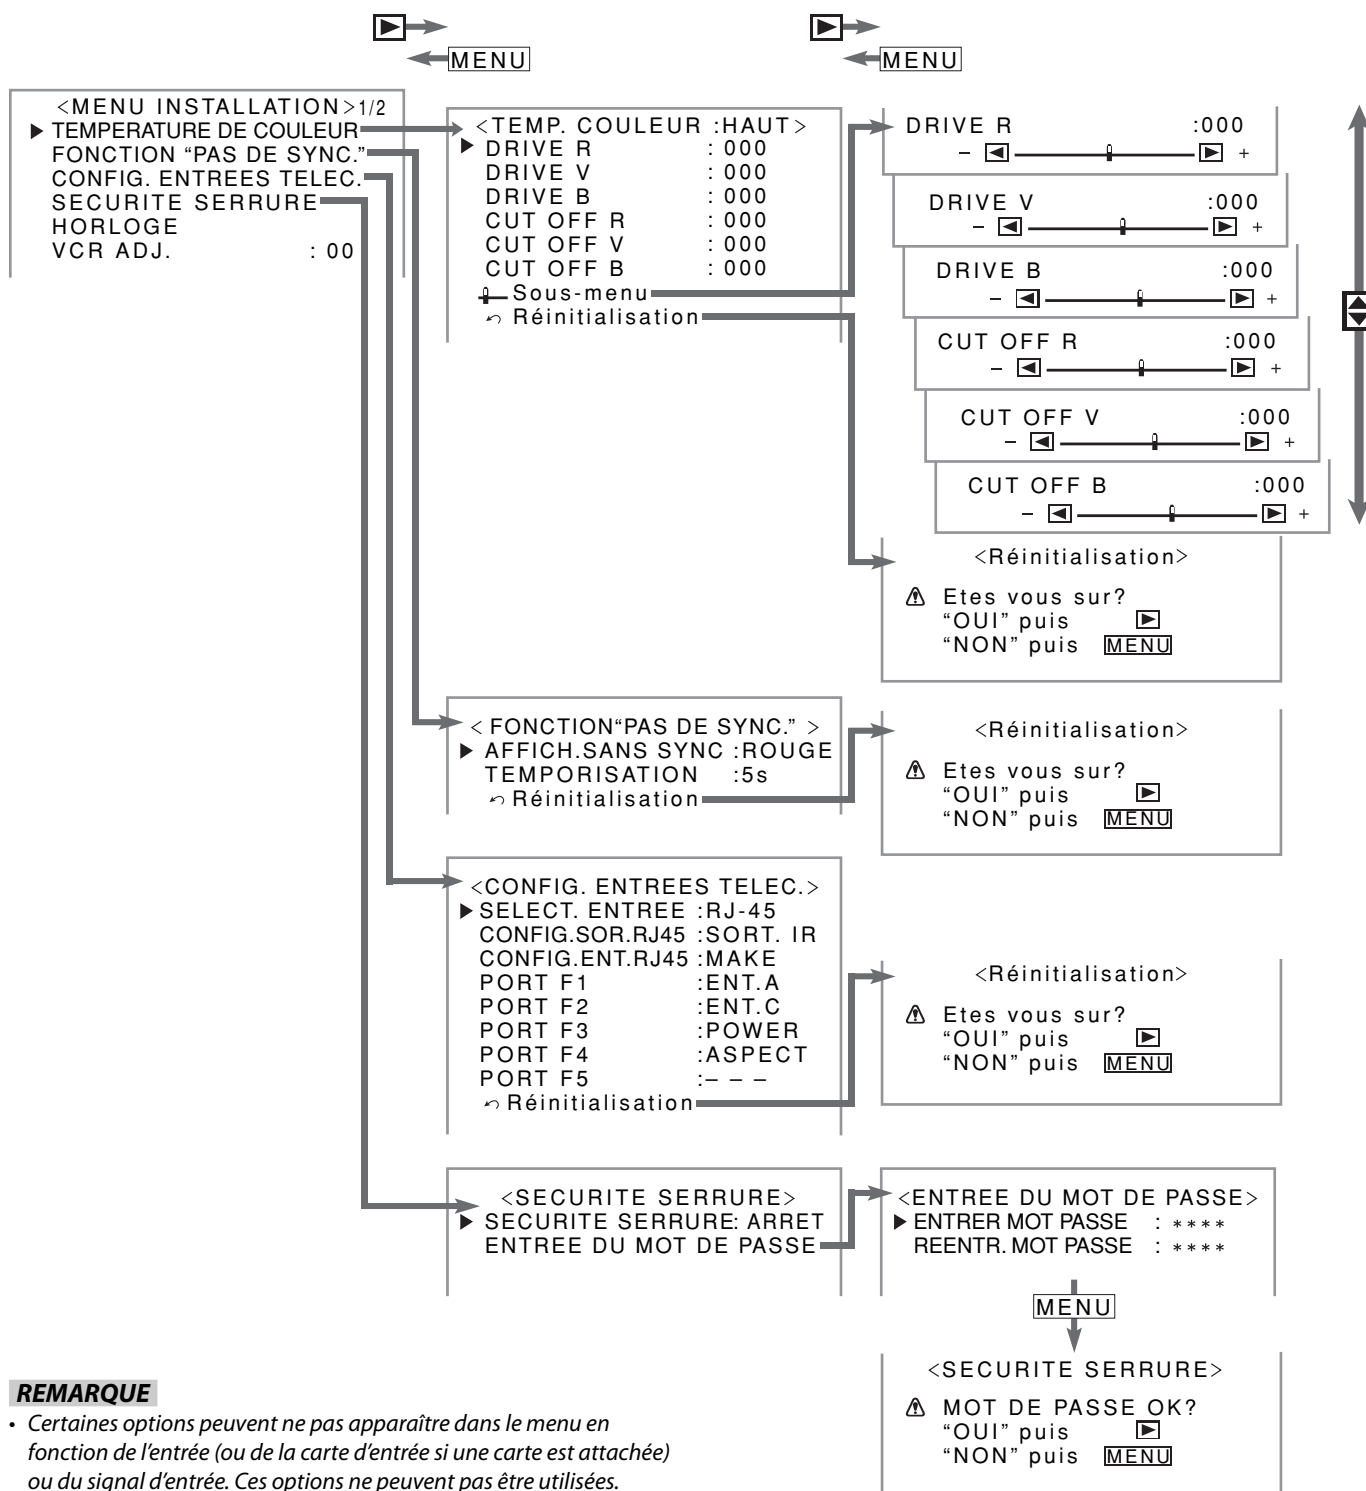 MENU
MENU
<MENU INSTALLATION>1/2
TEMPERATURE DE COULEUR
FONCTION “PAS DE SYNC.”
CONFIG. ENTREES TELEC.
SECURITE SERRURE
HORLOGE
VCR ADJ. : 00
<TEMP. COULEUR :HAUT>
DRIVE R : 000
DRIVE V : 000
DRIVE B : 000
CUT OFF R : 000
CUT OFF V : 000
CUT OFF B : 000
Sous-menu
Réinitialisation
DRIVE R :000
– +
DRIVE V :000
– +
DRIVE B :000
– +
CUT OFF R :000
– +
CUT OFF V :000
– +
CUT OFF B :000
– +
<Réinitialisation>
Etes vous sur?
“OUI” puis
“NON” puis MENU
< FONCTION“PAS DE SYNC.” >
AFFICH.SANS SYNC :ROUGE
TEMPORISATION :5s
Réinitialisation
<Réinitialisation>
Etes vous sur?
“OUI” puis
“NON” puis MENU
<CONFIG. ENTREES TELEC.>
SELECT. ENTREE :RJ-45
CONFIG.SOR.RJ45 :SORT. IR
CONFIG.ENT.RJ45 :MAKE
PORT F1 :ENT.A
PORT F2 :ENT.C
PORT F3 :POWER
PORT F4 :ASPECT
PORT F5 :– – –
Réinitialisation
<Réinitialisation>
Etes vous sur?
“OUI” puis
“NON” puis MENU
<SECURITE SERRURE>
SECURITE SERRURE: ARRET
ENTREE DU MOT DE PASSE
<ENTREE DU MOT DE PASSE>
ENTRER MOT PASSE : ****
REENTR. MOT PASSE : ****
MENU
<SECURITE SERRURE>
MOT DE PASSE OK?
“OUI” puis
“NON” puis MENU
REMARQUE
• Certaines options peuvent ne pas apparaître dans le menu en
fonction de l’entrée (ou de la carte d’entrée si une carte est attachée)
ou du signal d’entrée. Ces options ne peuvent pas être utilisées.